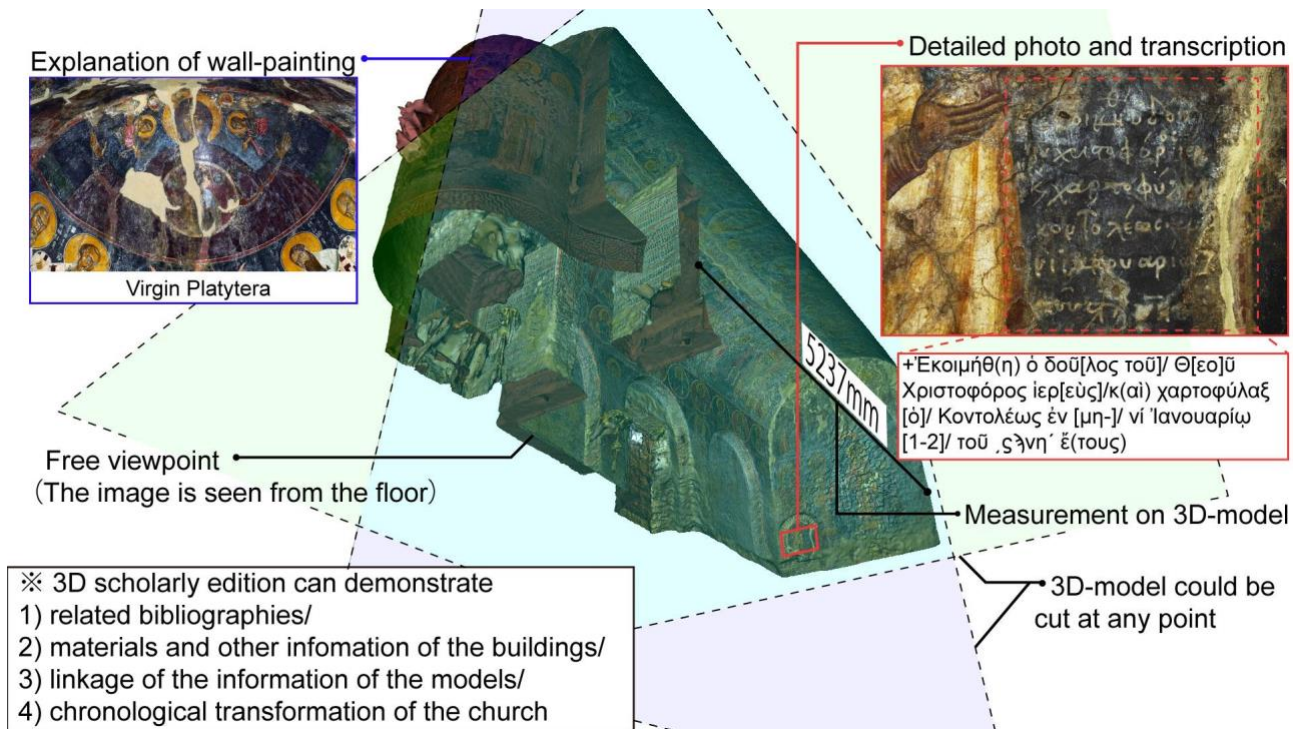 Explanation of wall-painting
Virgin Platytera
Detailed photo and transcription
+Ἐκοιμήθ(η) ὁ δοῦ[λος τοῦ]/ Θ[εο]ῦ
Χριστοφόρος ἱερ[εὺς]/κ(αὶ) χαρτοφύλαξ
[ὁ]/ Κοντολέως ἐν [μη-]/ νί Ἰανουαρίῳ
[1-2]/ τοῦ ͵ϛϡνη΄ ἔ(τους)
5237mm
Free viewpoint
(The image is seen from the floor)
Measurement on 3D-model
3D-model could be
cut at any point
※ 3D scholarly edition can demonstrate
1) related bibliographies/
2) materials and other infomation of the buildings/
3) linkage of the information of the models/
4) chronological transformation of the church